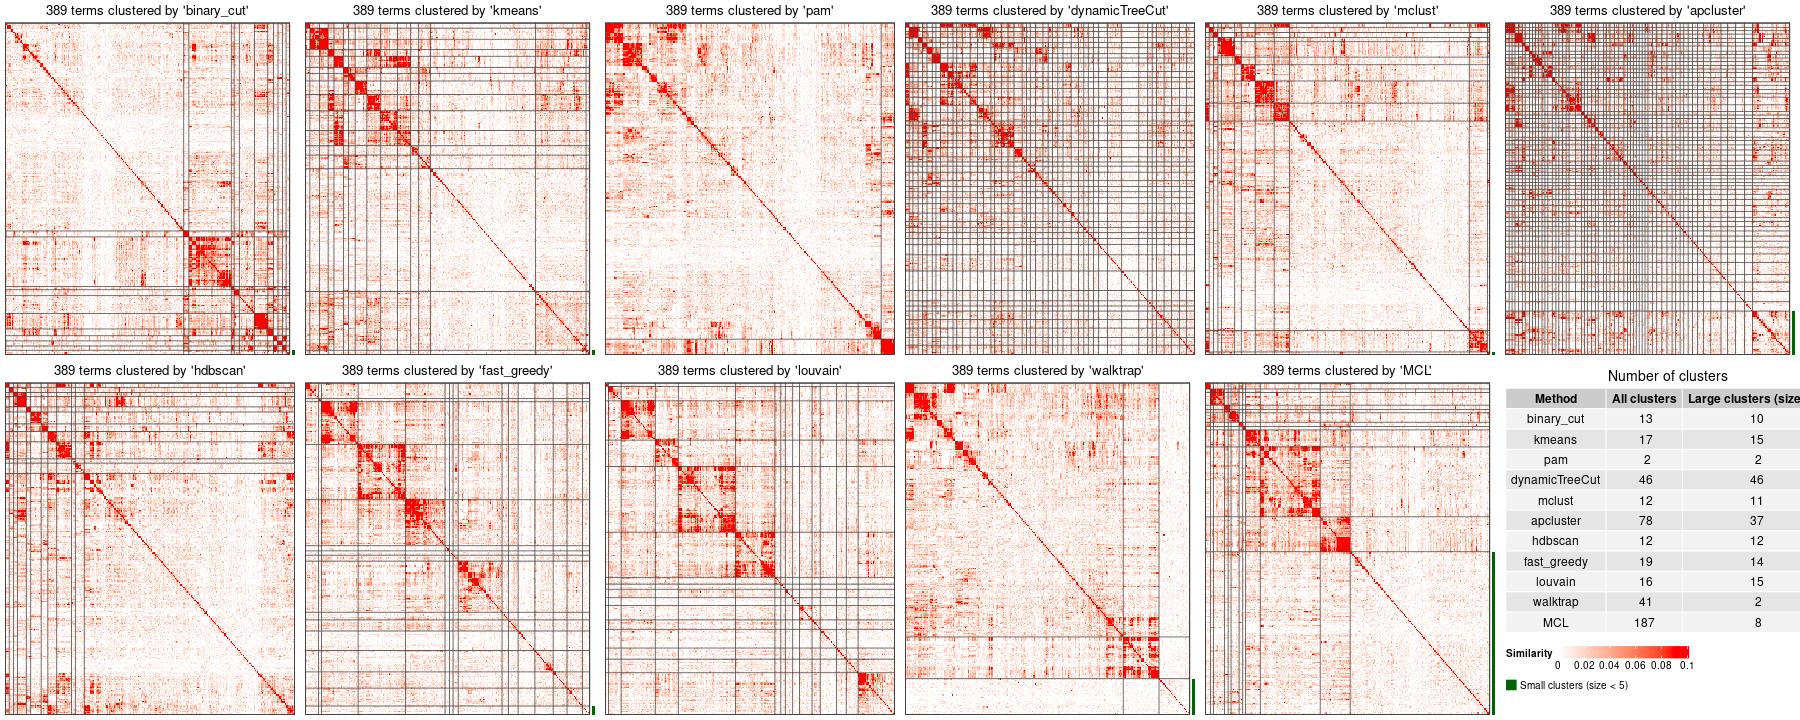 389 terms clustered by 'binary_cut'
389 terms clustered by 'kmeans'
389 terms clustered by 'pam'
389 terms clustered by 'dynamicTreeCut'
389 terms clustered by 'mclust'
389 terms clustered by 'apcluster'
389 terms clustered by 'hdbscan'
389 terms clustered by 'fast_greedy'
389 terms clustered by 'louvain'
389 terms clustered by 'walktrap'
389 terms clustered by 'MCL'
Number of clusters
Method All clusters Large clusters (size
binary_cut 13 10
kmeans 17 15
pam 2 2
dynamicTreeCut 46 46
mclust 12 11
apcluster 78 37
hdbscan 12 12
fast_greedy 19 14
louvain 16 15
walktrap 41 2
MCL 187 8
Similarity
0 0.02 0.04 0.06 0.08 0.1
Small clusters (size < 5)